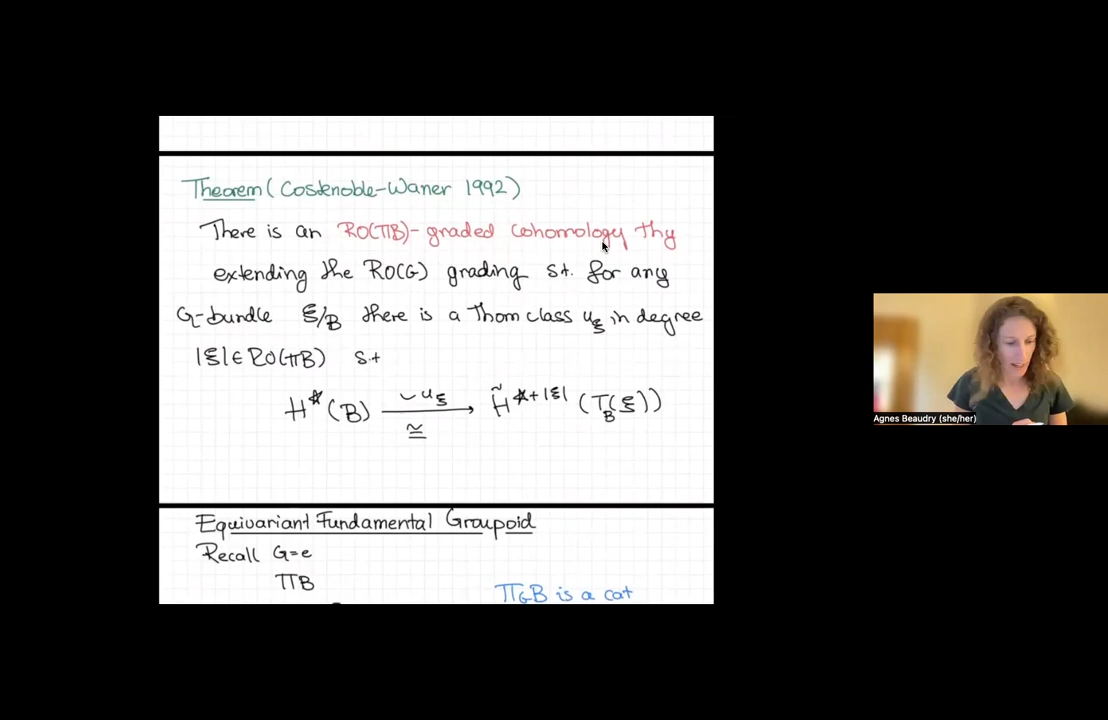 Theorem (Costenoble-Waner 1992)
There is an RO(ΠB)-graded cohomology thy
extending the RO(G) grading s.t. for any
G-bundle ξ/B there is a Thom class u_ξ in degree
|ξ| ∈ RO(ΠB) s.t
H^★(B) ⌣u_ξ → ≅ H̃^{★+|ξ|}(T_B(ξ))
Equivariant Fundamental Groupoid
Recall G=e
ΠB
Π_G B is a cat
Agnes Beaudry (she/her)